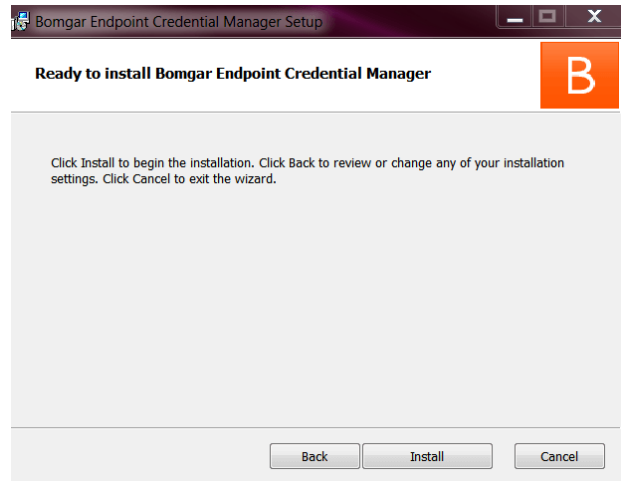 Bomgar Endpoint Credential Manager Setup
Ready to install Bomgar Endpoint Credential Manager
B
Click Install to begin the installation. Click Back to review or change any of your installation
settings. Click Cancel to exit the wizard.
Back
Install
Cancel